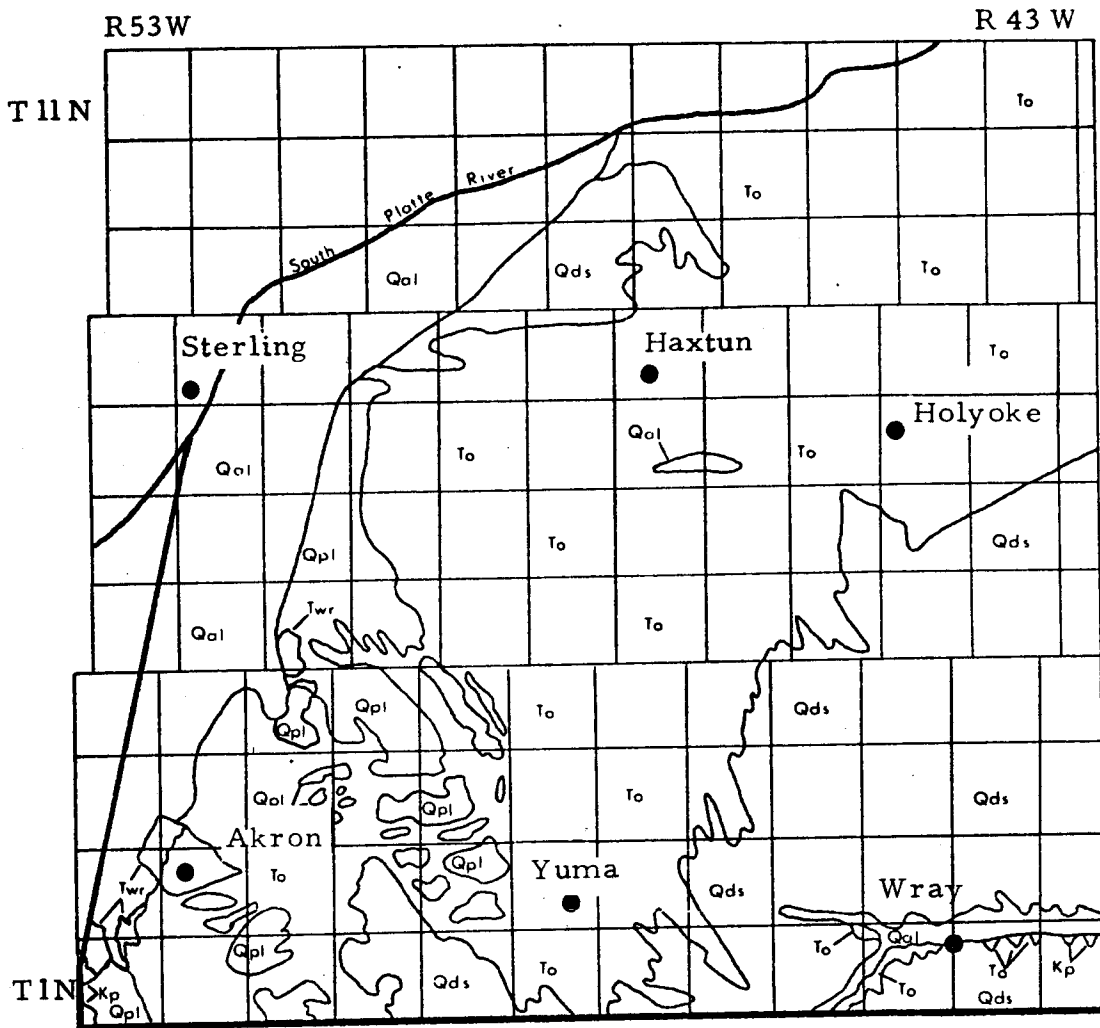 R53W R 43 W
T 11 N
To
South Platte River
To
Qal Qds To
Sterling Haxtun To
Holyoke
Qal To Qal To
Qpl To Qds
Twr
Qal To
Qpl Qpl To Qds
Qpl Qpl To Qds
Akron
Twr To Qpl Yuma Qds Wray
Qpl To Qal
T1N Kp Qpl Qds To To To Kp
Qds